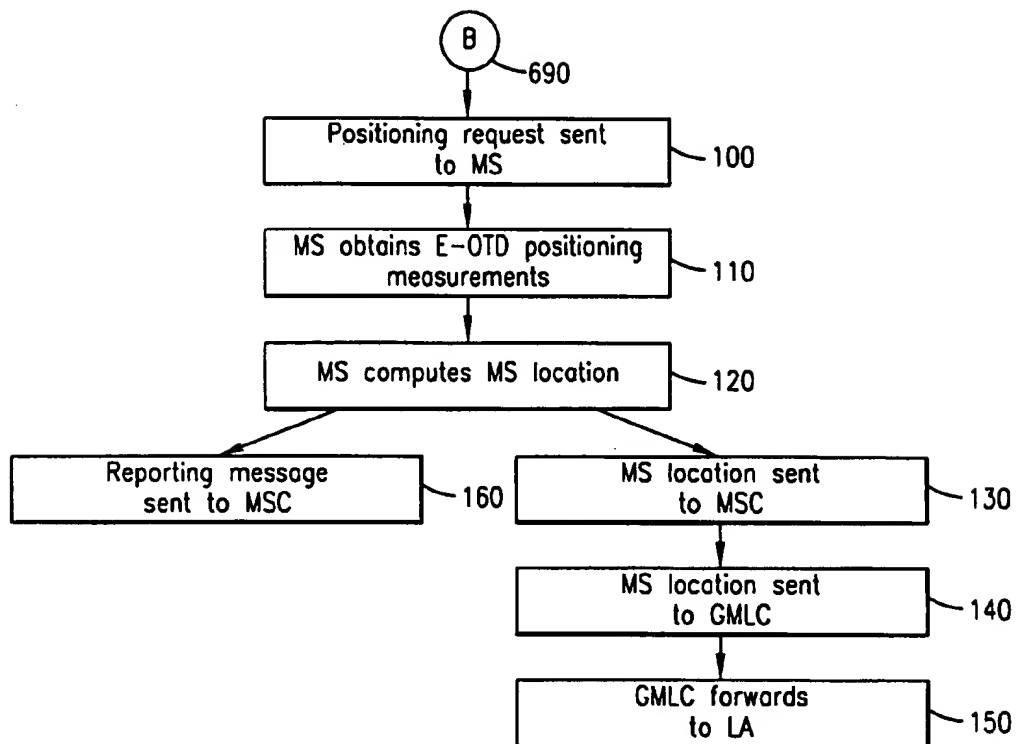 B
690
Positioning request sent
to MS
100
MS obtains E-OTD positioning
measurements
110
MS computes MS location
120
Reporting message
sent to MSC
160
MS location sent
to MSC
130
MS location sent
to GMLC
140
GMLC forwards
to LA
150